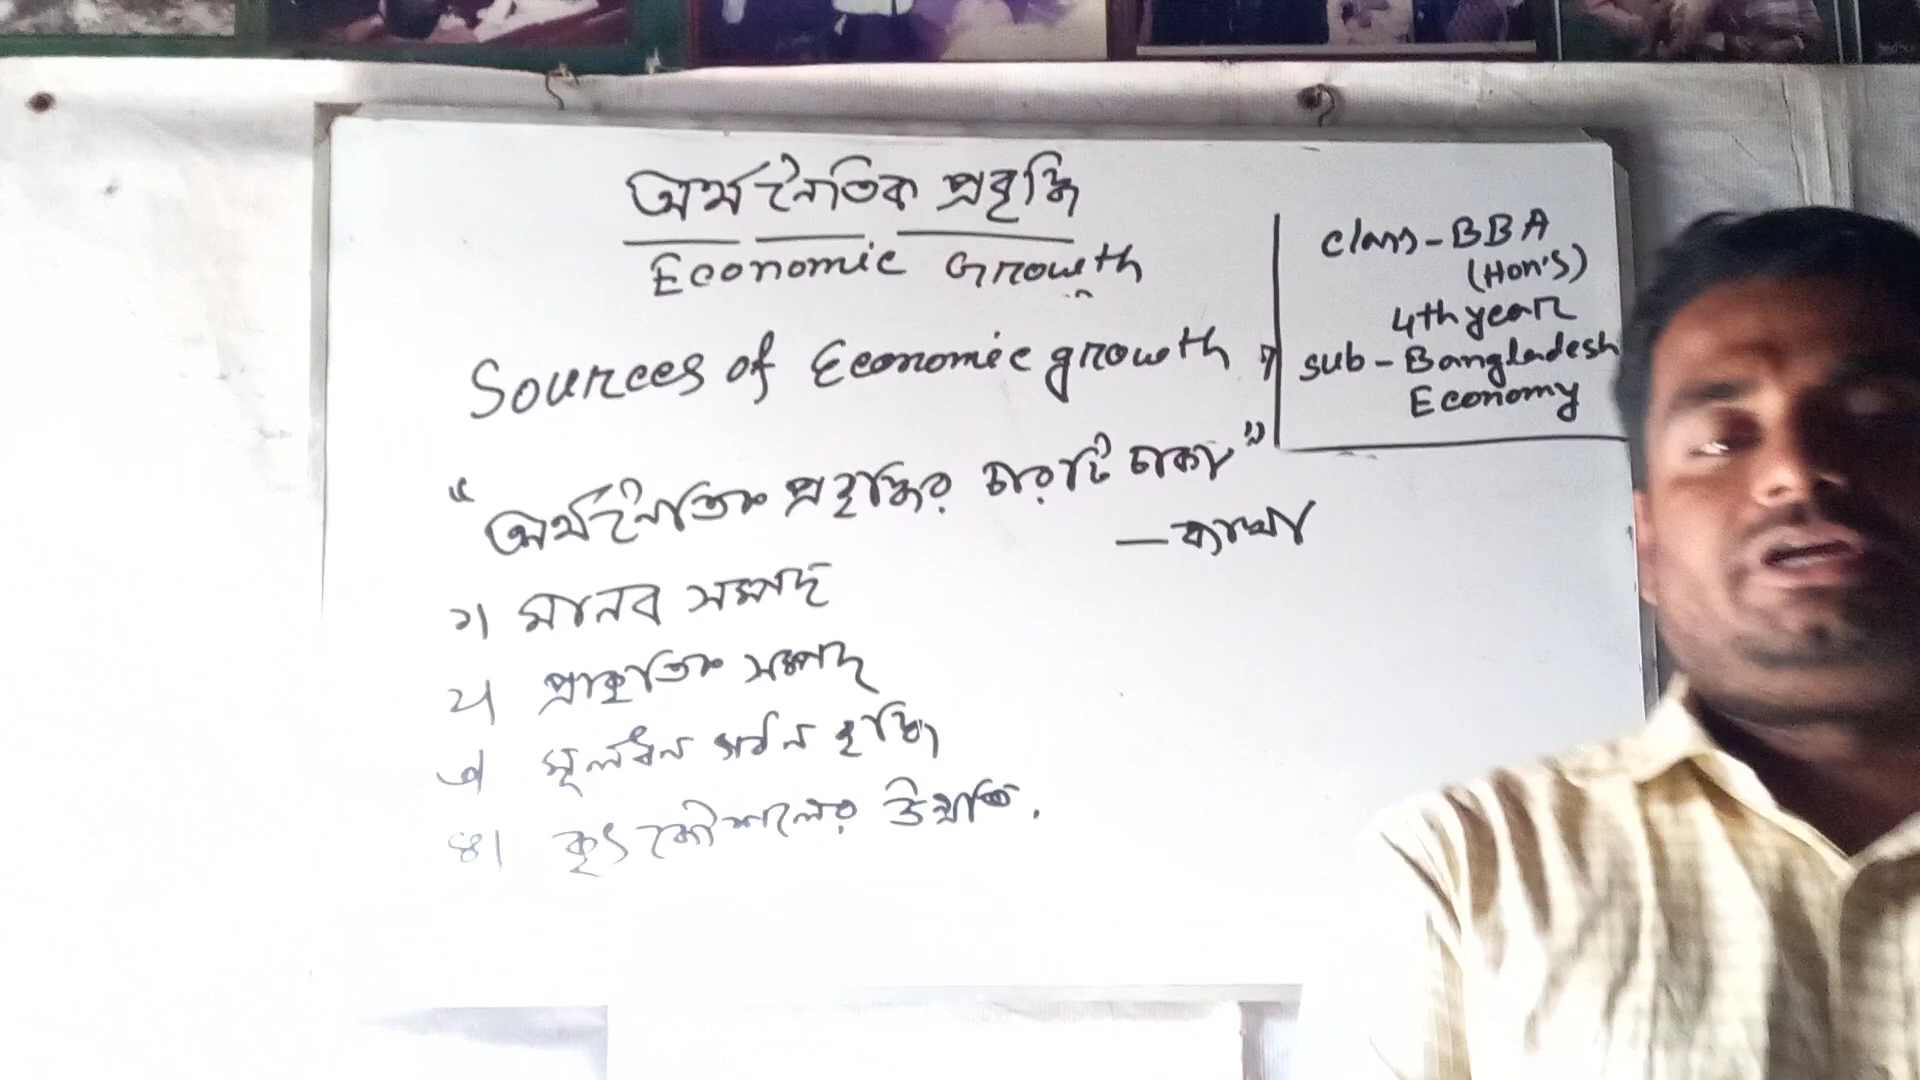 অর্থনৈতিক প্রবৃদ্ধি
Economic Growth
Sources of Economic growth
"অর্থনৈতিক প্রবৃদ্ধির চারটি চাকা"
—ব্যাখ্যা
১। মানব সম্পদ
২। প্রাকৃতিক সম্পদ
৩। মূলধন গঠন বৃদ্ধি
৪। কৃৎকৌশলের উন্নতি.
Class-BBA
(Hon's)
4th year
sub-Bangladesh
Economy